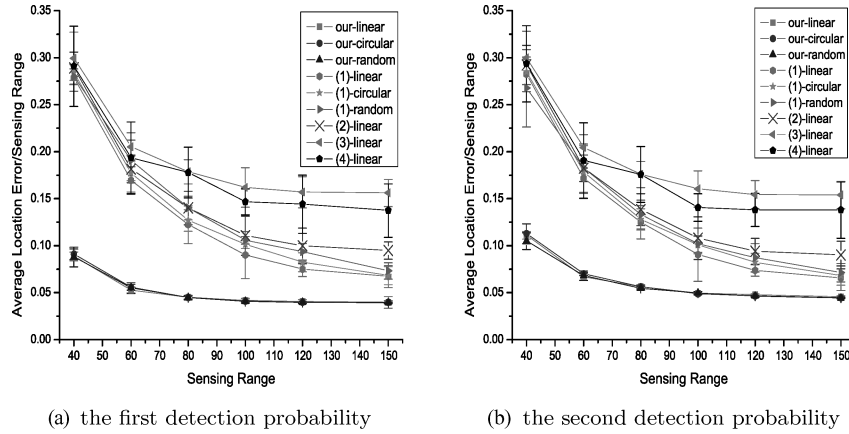 0.35
0.30
0.25
0.20
0.15
0.10
0.05
0.00
Average Location Error/Sensing Range
our-linear
our-circular
our-random
(1)-linear
(1)-circular
(1)-random
(2)-linear
(3)-linear
(4)-linear
40 50 60 70 80 90 100 110 120 130 140 150
Sensing Range
(a) the first detection probability
0.35
0.30
0.25
0.20
0.15
0.10
0.05
0.00
Average Location Error/Sensing Range
our-linear
our-circular
our-random
(1)-linear
(1)-circular
(1)-random
(2)-linear
(3)-linear
(4)-linear
40 50 60 70 80 90 100 110 120 130 140 150
Sensing Range
(b) the second detection probability